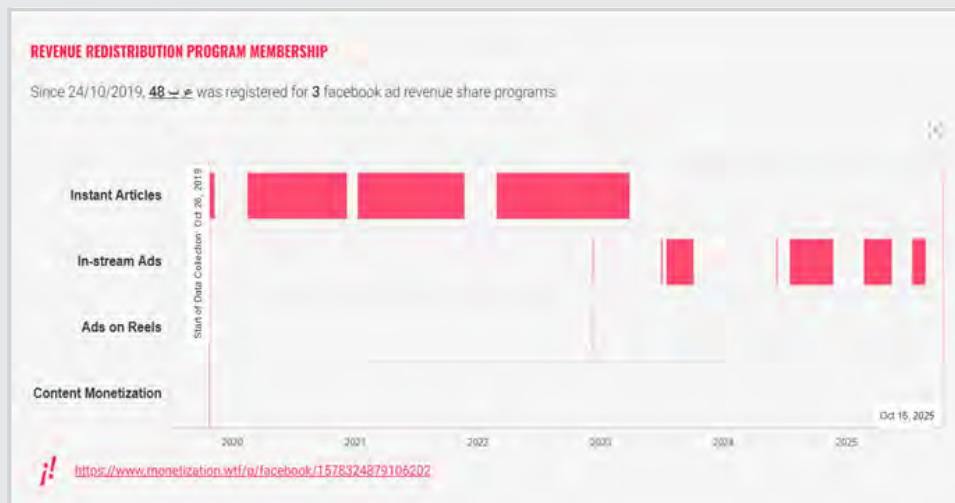 REVENUE REDISTRIBUTION PROGRAM MEMBERSHIP
Since 24/10/2019, عرب 48 was registered for 3 facebook ad revenue share programs.
Instant Articles
In-stream Ads
Ads on Reels
Content Monetization
Start of Data Collection: Oct 26, 2019
Oct 15, 2025
2020
2021
2022
2023
2024
2025
¡!
https://www.monetization.wtf/p/facebook/1578324879106202